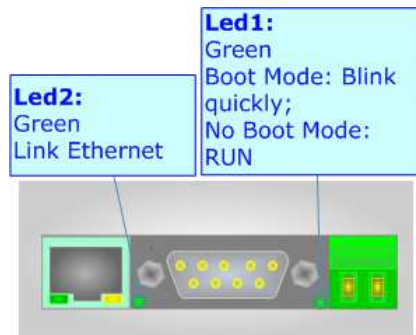 Led2:
Green
Link Ethernet
Led1:
Green
Boot Mode: Blink
quickly;
No Boot Mode:
RUN